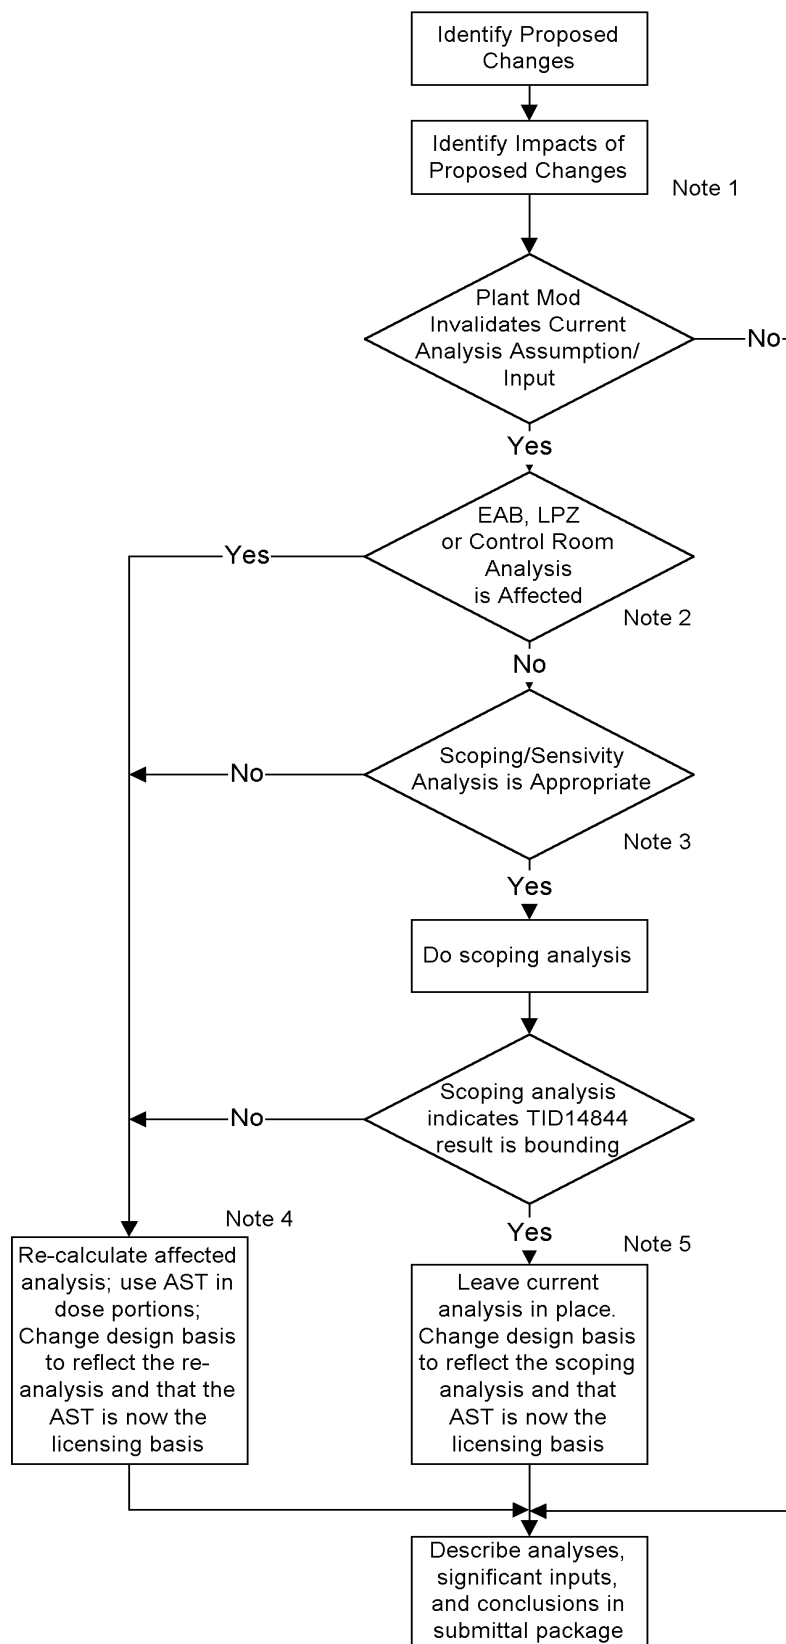 Identify Proposed
Changes
Identify Impacts of
Proposed Changes
Note 1
Plant Mod
Invalidates Current
Analysis Assumption/
Input
No
Yes
EAB, LPZ
or Control Room
Analysis
is Affected
Yes
Note 2
No
Scoping/Sensivity
Analysis is Appropriate
No
Note 3
Yes
Do scoping analysis
Scoping analysis
indicates TID14844
result is bounding
No
Yes
Note 4
Re-calculate affected
analysis; use AST in
dose portions;
Change design basis
to reflect the re-
analysis and that the
AST is now the
licensing basis
Note 5
Leave current
analysis in place.
Change design basis
to reflect the scoping
analysis and that
AST is now the
licensing basis
Describe analyses,
significant inputs,
and conclusions in
submittal package